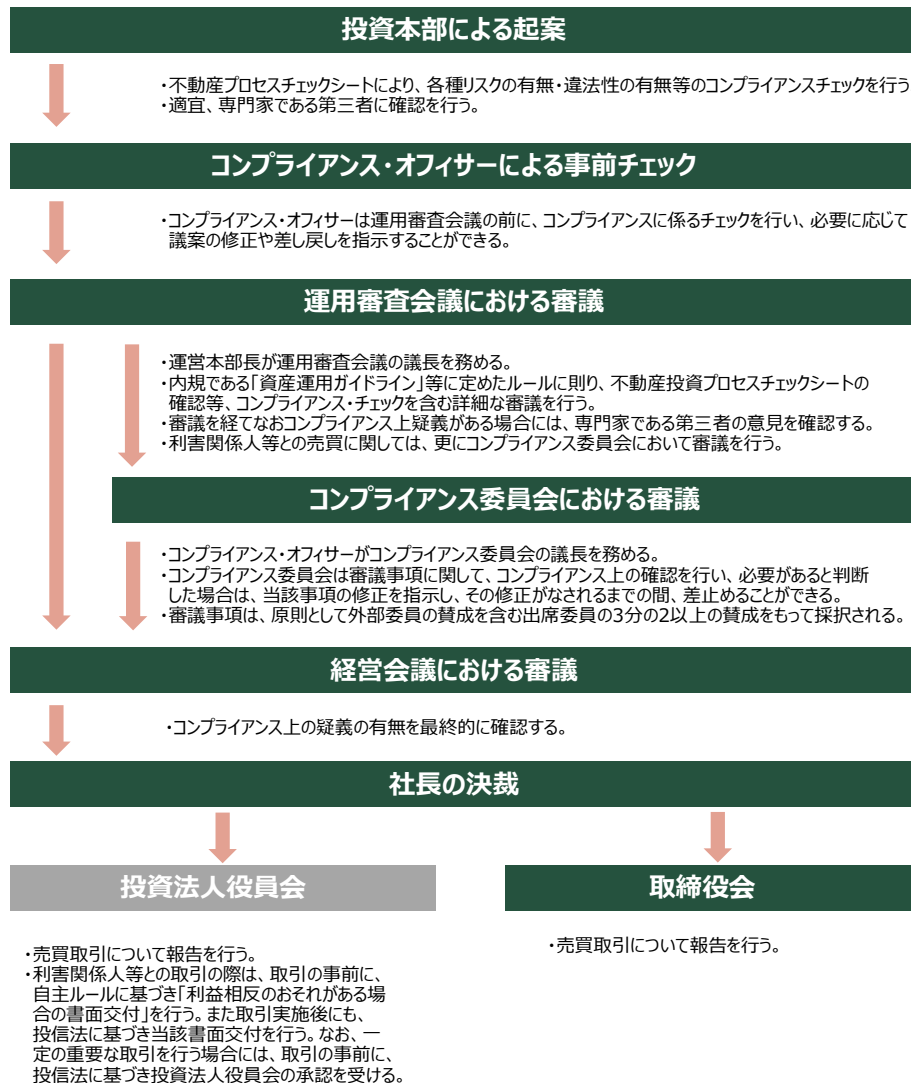 投資本部による起案
・不動産プロセスチェックシートにより、各種リスクの有無・違法性の有無等のコンプライアンスチェックを行う
・適宜、専門家である第三者に確認を行う。
コンプライアンス・オフィサーによる事前チェック
・コンプライアンス・オフィサーは運用審査会議の前に、コンプライアンスに係るチェックを行い、必要に応じて
議案の修正や差し戻しを指示することができる。
運用審査会議における審議
・運営本部長が運用審査会議の議長を務める。
・内規である「資産運用ガイドライン」等に定めたルールに則り、不動産投資プロセスチェックシートの
確認等、コンプライアンス・チェックを含む詳細な審議を行う。
・審議を経てなおコンプライアンス上疑義がある場合には、専門家である第三者の意見を確認する。
・利害関係人等との売買に関しては、更にコンプライアンス委員会において審議を行う。
コンプライアンス委員会における審議
・コンプライアンス・オフィサーがコンプライアンス委員会の議長を務める。
・コンプライアンス委員会は審議事項に関して、コンプライアンス上の確認を行い、必要があると判断
した場合は、当該事項の修正を指示し、その修正がなされるまでの間、差止めることができる。
・審議事項は、原則として外部委員の賛成を含む出席委員の3分の2以上の賛成をもって採択される。
経営会議における審議
・コンプライアンス上の疑義の有無を最終的に確認する。
社長の決裁
投資法人役員会
・売買取引について報告を行う。
・利害関係人等との取引の際は、取引の事前に、
自主ルールに基づき「利益相反のおそれがある場
合の書面交付」を行う。また取引実施後にも、
投信法に基づき当該書面交付を行う。なお、一
定の重要な取引を行う場合には、取引の事前に、
投信法に基づき投資法人役員会の承認を受ける。
取締役会
・売買取引について報告を行う。